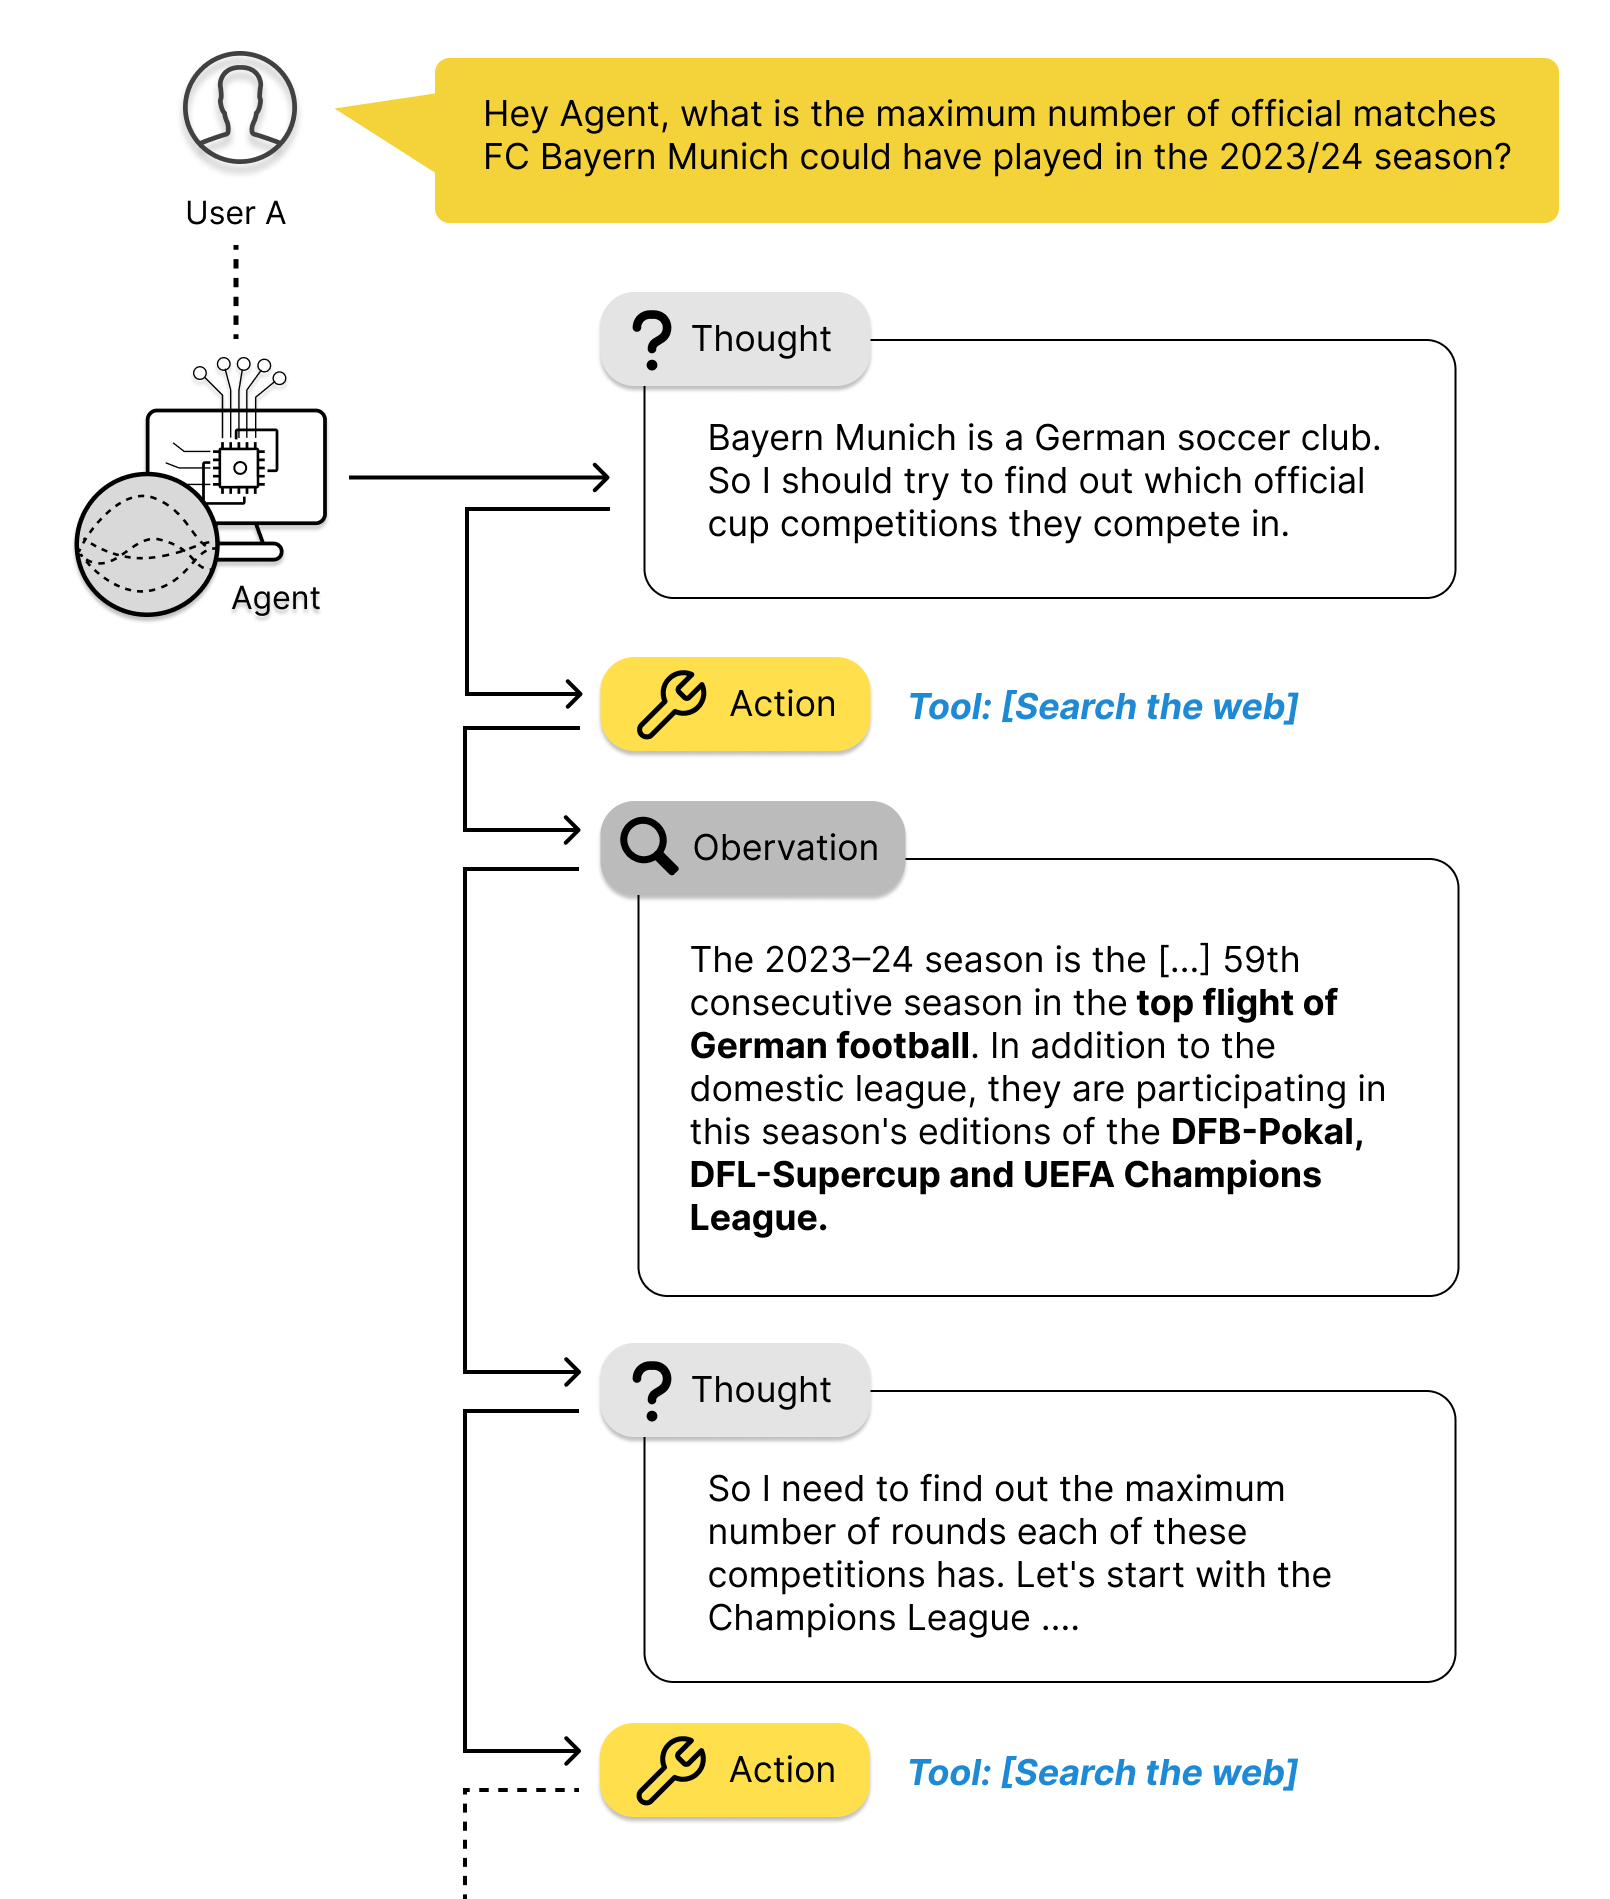 Hey Agent, what is the maximum number of official matches
FC Bayern Munich could have played in the 2023/24 season?
User A
Thought
Bayern Munich is a German soccer club.
So I should try to find out which official
cup competitions they compete in.
Agent
Action
Tool: [Search the web]
Obervation
The 2023–24 season is the [...] 59th
consecutive season in the top flight of
German football. In addition to the
domestic league, they are participating in
this season's editions of the DFB-Pokal,
DFL-Supercup and UEFA Champions
League.
Thought
So I need to find out the maximum
number of rounds each of these
competitions has. Let's start with the
Champions League ....
Action
Tool: [Search the web]